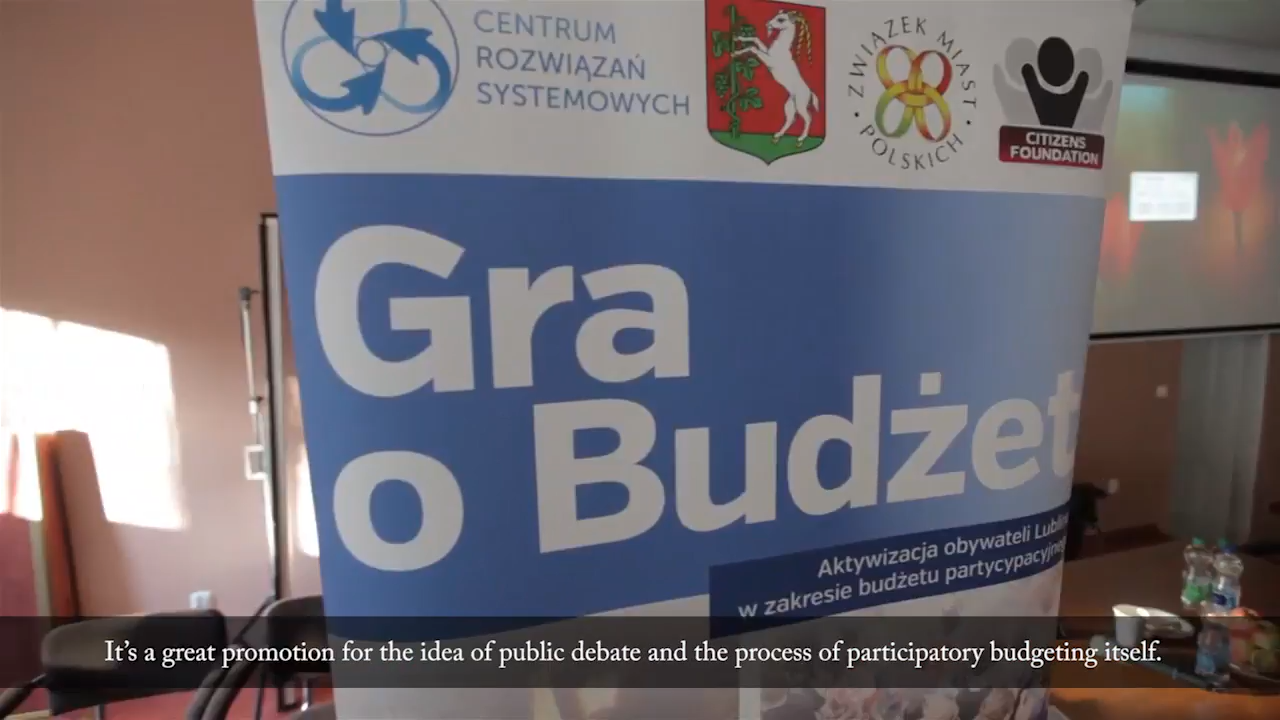 CENTRUM
ROZWIĄZAŃ
SYSTEMOWYCH
ZWIĄZEK MIAST • POLSKICH •
CITIZENS
FOUNDATION
Gra
o Budżet
Aktywizacja obywateli
w zakresie budżetu
It's a great promotion for the idea of public debate and the process of participatory budgeting itself.